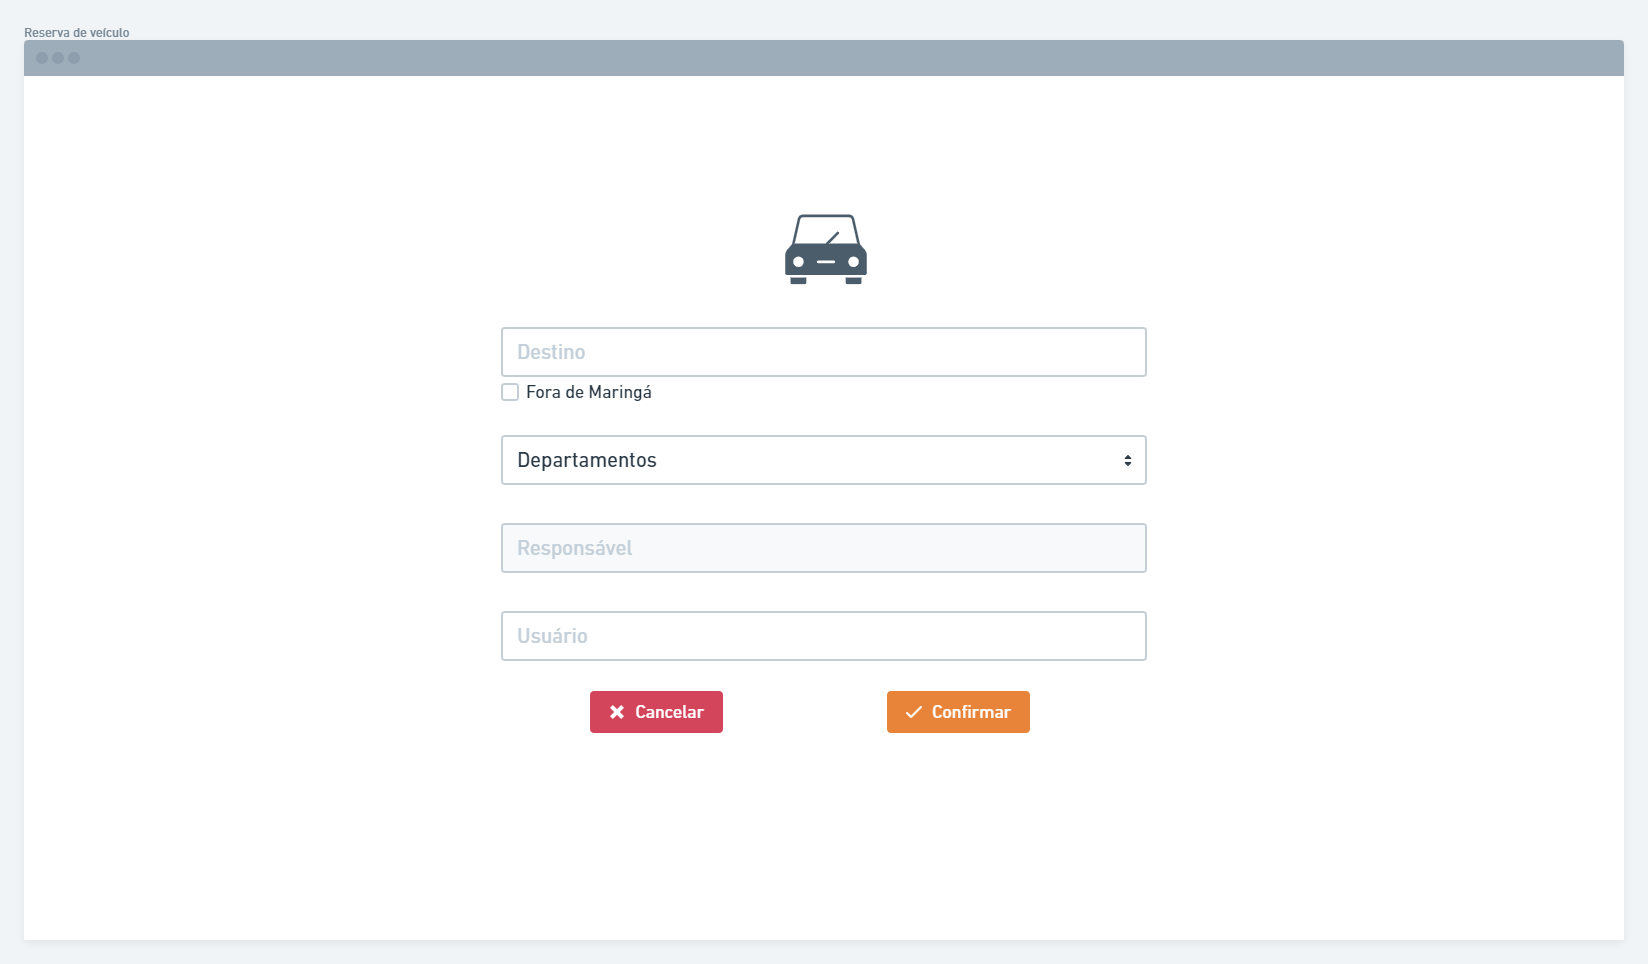 Reserva de veículo
Destino
Fora de Maringá
Departamentos
Responsável
Usuário
Cancelar
Confirmar